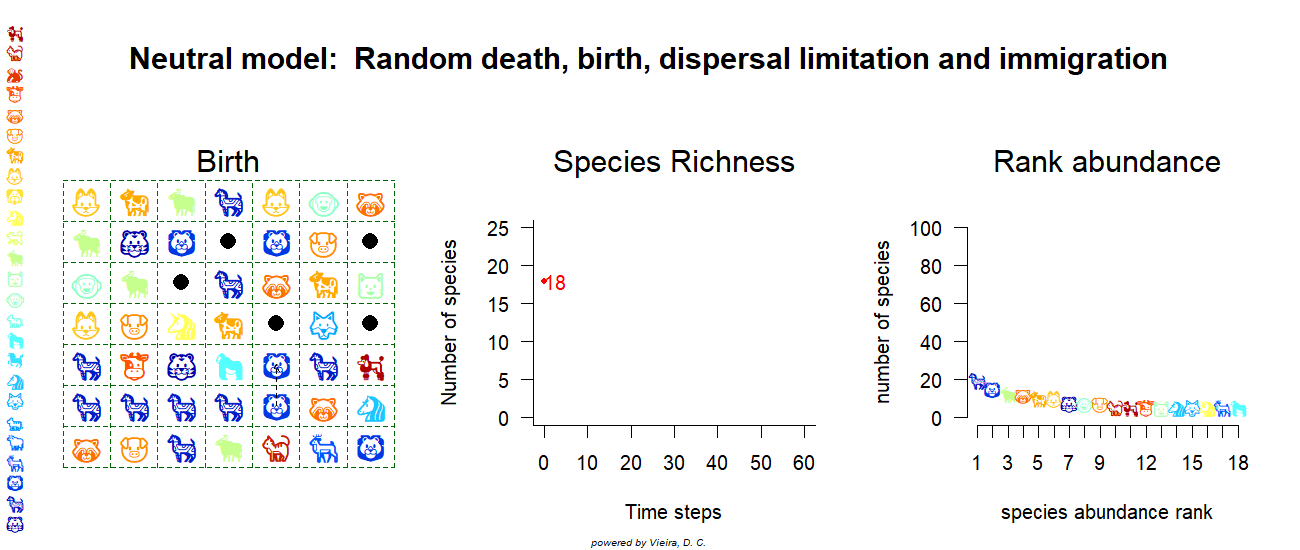 Neutral model:  Random death, birth, dispersal limitation and immigration
Birth
Species Richness
Number of species
25
20
15
10
5
0
18
0 10 20 30 40 50 60
Time steps
Rank abundance
number of species
100
80
60
40
20
0
1 3 5 7 9 12 15 18
species abundance rank
powered by Vieira, D. C.